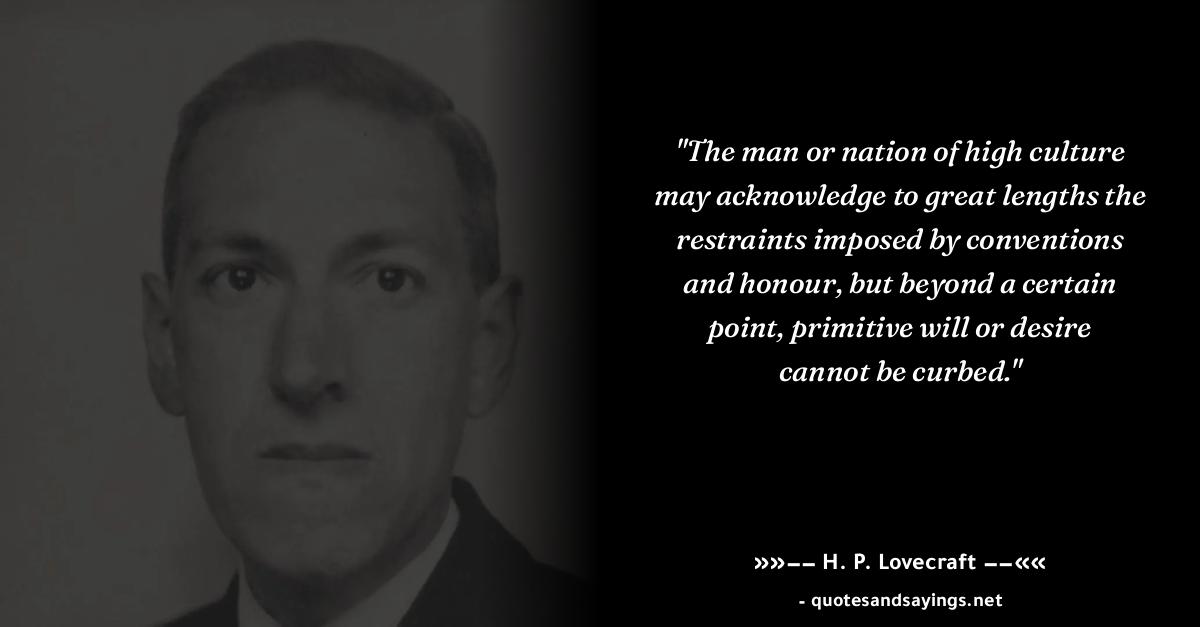 "The man or nation of high culture
may acknowledge to great lengths the
restraints imposed by conventions
and honour, but beyond a certain
point, primitive will or desire
cannot be curbed."
»»−− H. P. Lovecraft −−««
- quotesandsayings.net